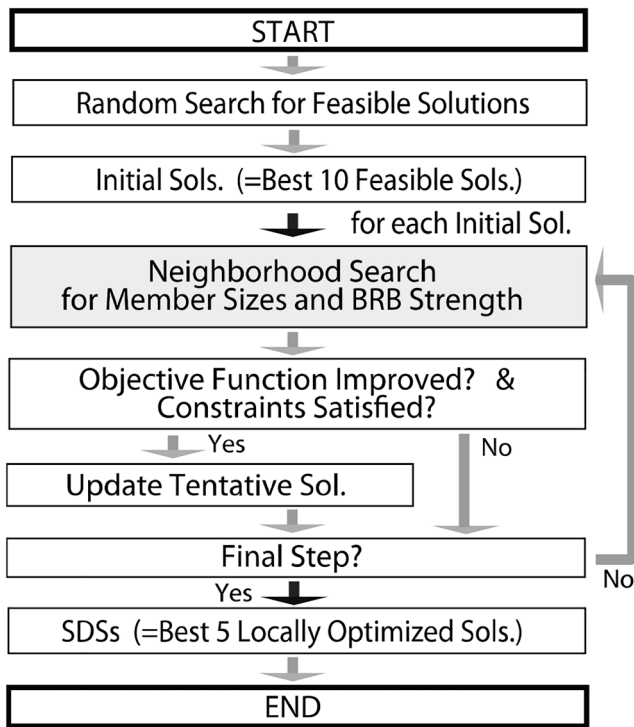 START
Random Search for Feasible Solutions
Initial Sols. (=Best 10 Feasible Sols.)
for each Initial Sol.
Neighborhood Search
for Member Sizes and BRB Strength
Objective Function Improved? &
Constraints Satisfied?
Yes
No
Update Tentative Sol.
Final Step?
No
Yes
SDSs (=Best 5 Locally Optimized Sols.)
END